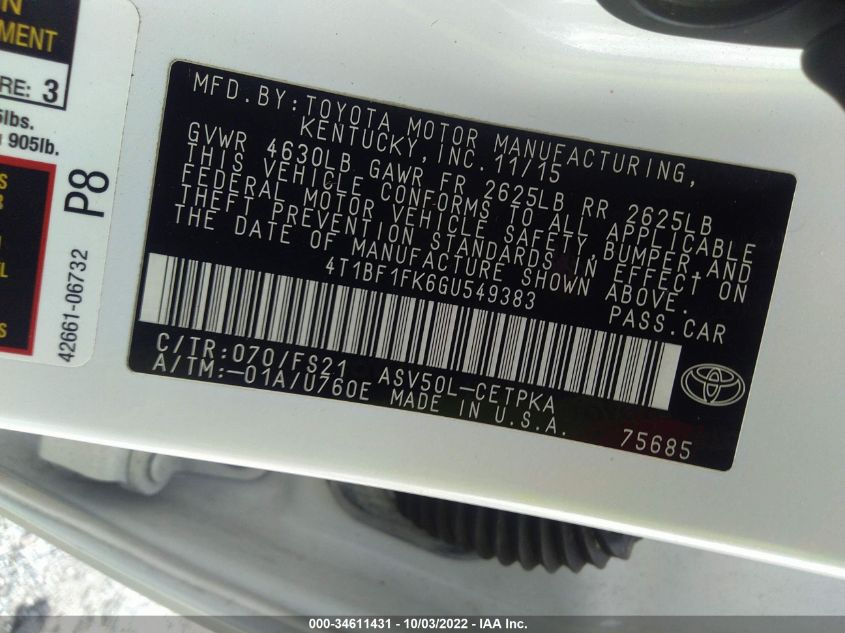 N
MENT
RE: 3
5lbs.
905lb.
P8
42661-06732
MFD.BY:TOYOTA MOTOR MANUFACTURING,
KENTUCKY,INC.11/15
GVWR 4630LB GAWR FR 2625LB RR 2625LB
THIS VEHICLE CONFORMS TO ALL APPLICABLE
FEDERAL MOTOR VEHICLE SAFETY,BUMPER,AND
THEFT PREVENTION STANDARDS IN EFFECT ON
THE DATE OF MANUFACTURE SHOWN ABOVE.
4T1BF1FK6GU549383
PASS.CAR
C/TR:070/FS21 ASV50L-CETPKA
A/TM:-01A/U760E MADE IN U.S.A.
75685
000-34611431 - 10/03/2022 - IAA Inc.